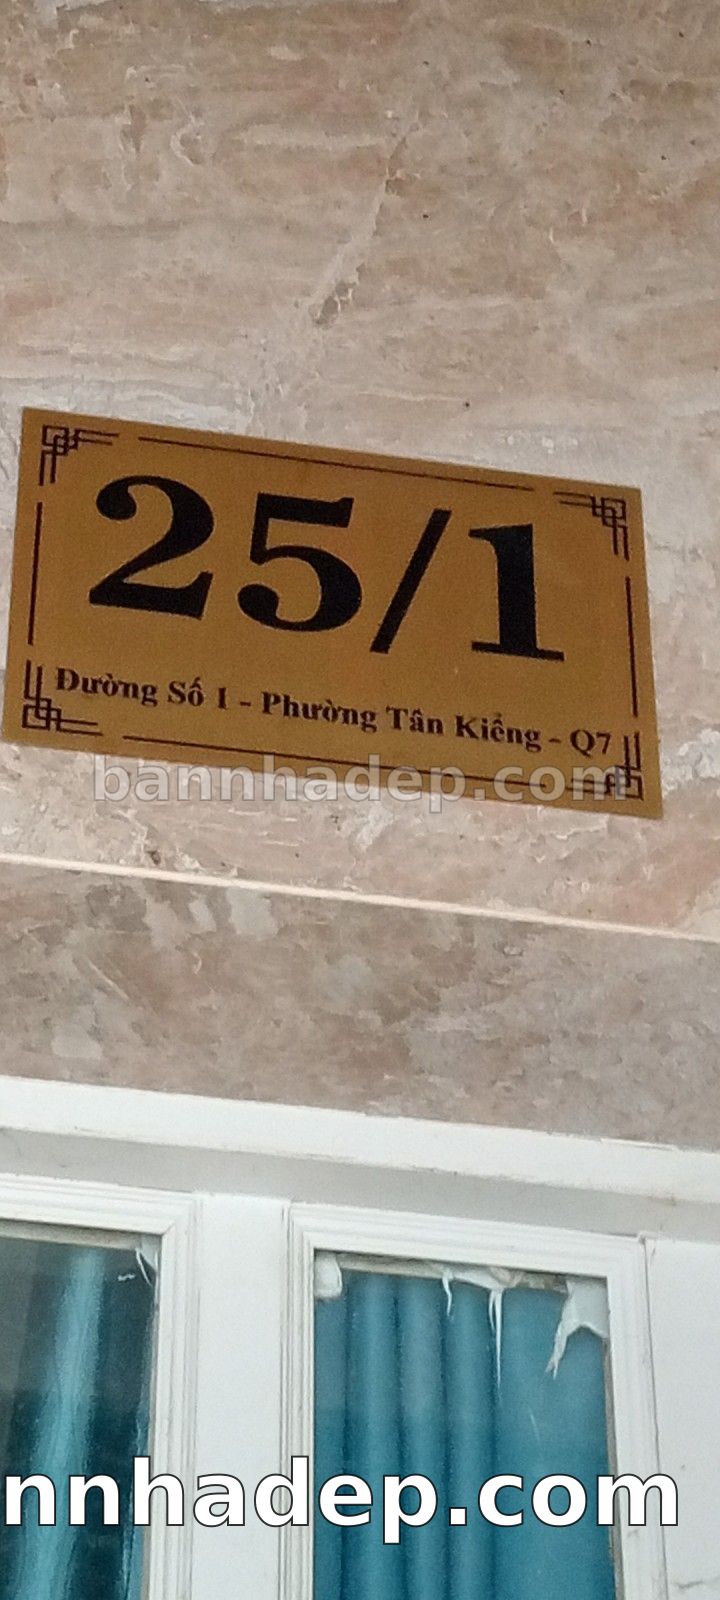 25/1
Đường Số 1 - Phường Tân Kiểng - Q7
bannhadep.com
nnhadep.com